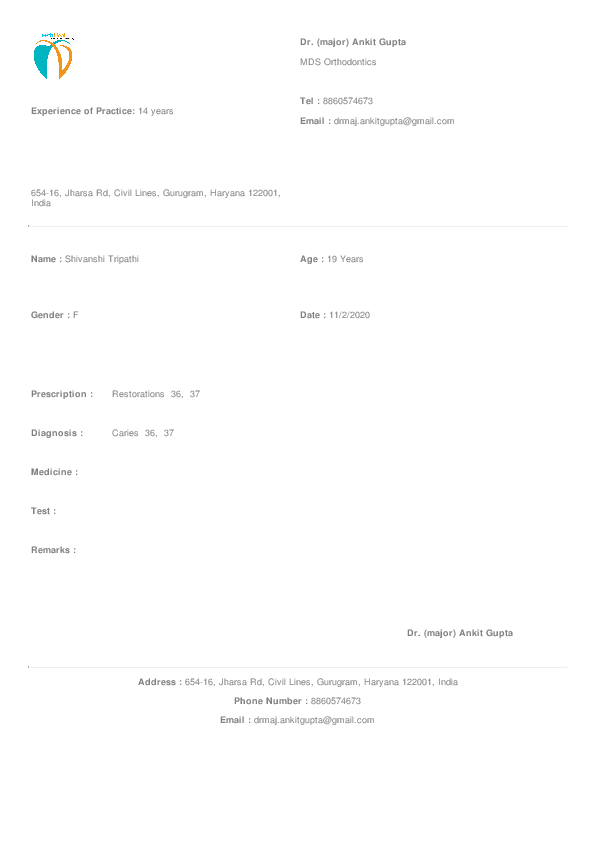 Dr. (major) Ankit Gupta
MDS Orthodontics
Tel : 8860574673
Experience of Practice: 14 years
Email : drmaj.ankitgupta@gmail.com
654-16, Jharsa Rd, Civil Lines, Gurugram, Haryana 122001,
India
Name : Shivanshi Tripathi
Age : 19 Years
Gender : F
Date : 11/2/2020
Prescription : Restorations 36, 37
Diagnosis : Caries 36, 37
Medicine :
Test :
Remarks :
Dr. (major) Ankit Gupta
Address : 654-16, Jharsa Rd, Civil Lines, Gurugram, Haryana 122001, India
Phone Number : 8860574673
Email : drmaj.ankitgupta@gmail.com